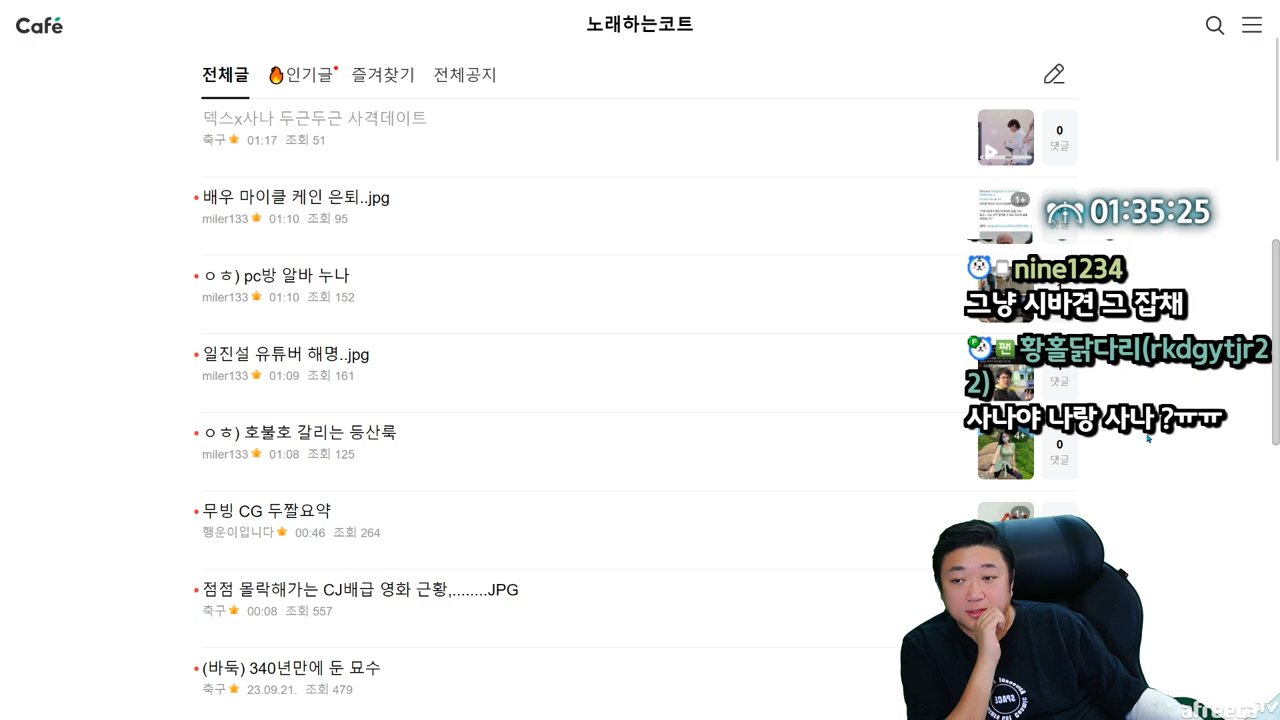 Café
노래하는코트
전체글 인기글 즐겨찾기 전체공지
덱스x사나 두근두근 사격데이트
축구 01:17 조회 51
0
댓글
배우 마이클 케인 은퇴..jpg
miler133 01:10 조회 95
1+
01:35:25
ㅇㅎ) pc방 알바 누나
miler133 01:10 조회 152
nine1234
그냥 시바견 그 잡채
일진설 유튜버 해명..jpg
miler133 01:09 조회 161
황홀닭다리(rkdgytjr2
2)
댓글
사나야 나랑 사나?ㅠㅠ
ㅇㅎ) 호불호 갈리는 등산룩
miler133 01:08 조회 125
4+
0
댓글
무빙 CG 두짤요약
행운이입니다 00:46 조회 264
1+
점점 몰락해가는 CJ배급 영화 근황,........JPG
축구 00:08 조회 557
(바둑) 340년만에 둔 묘수
축구 23.09.21. 조회 479
SPACE
afreecaTV